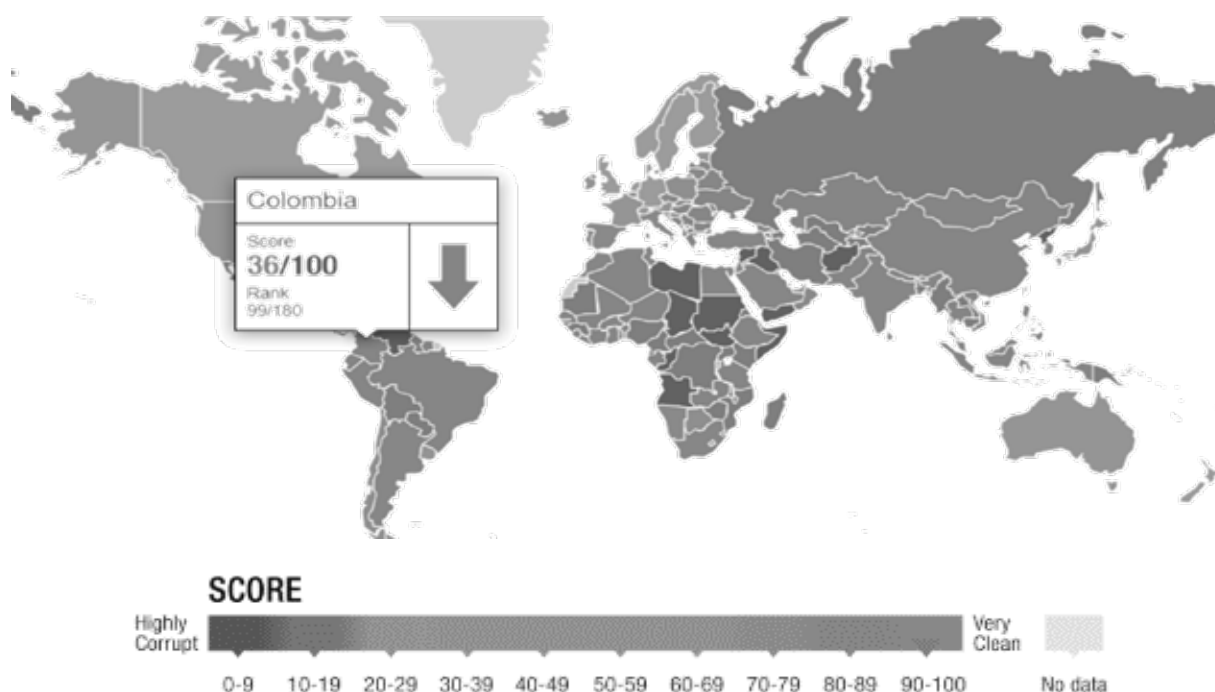 Colombia
Score
36/100
Rank
99/180
SCORE
Highly
Corrupt
Very
Clean
0-9 10-19 20-29 30-39 40-49 50-59 60-69 70-79 80-89 90-100 No data